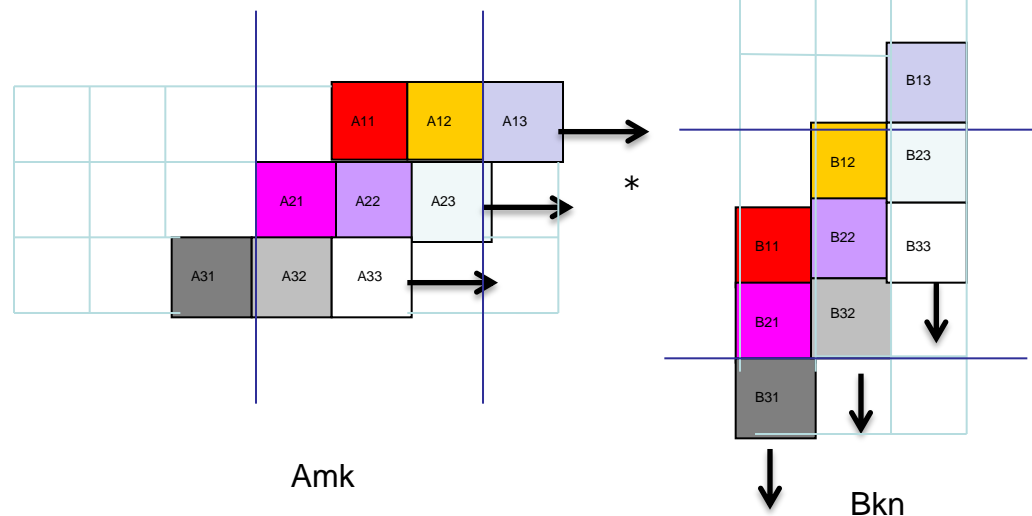 A11 A12 A13
A21 A22 A23
A31 A32 A33
Amk
*
B13
B12 B23
B11 B22 B33
B21 B32
B31
Bkn